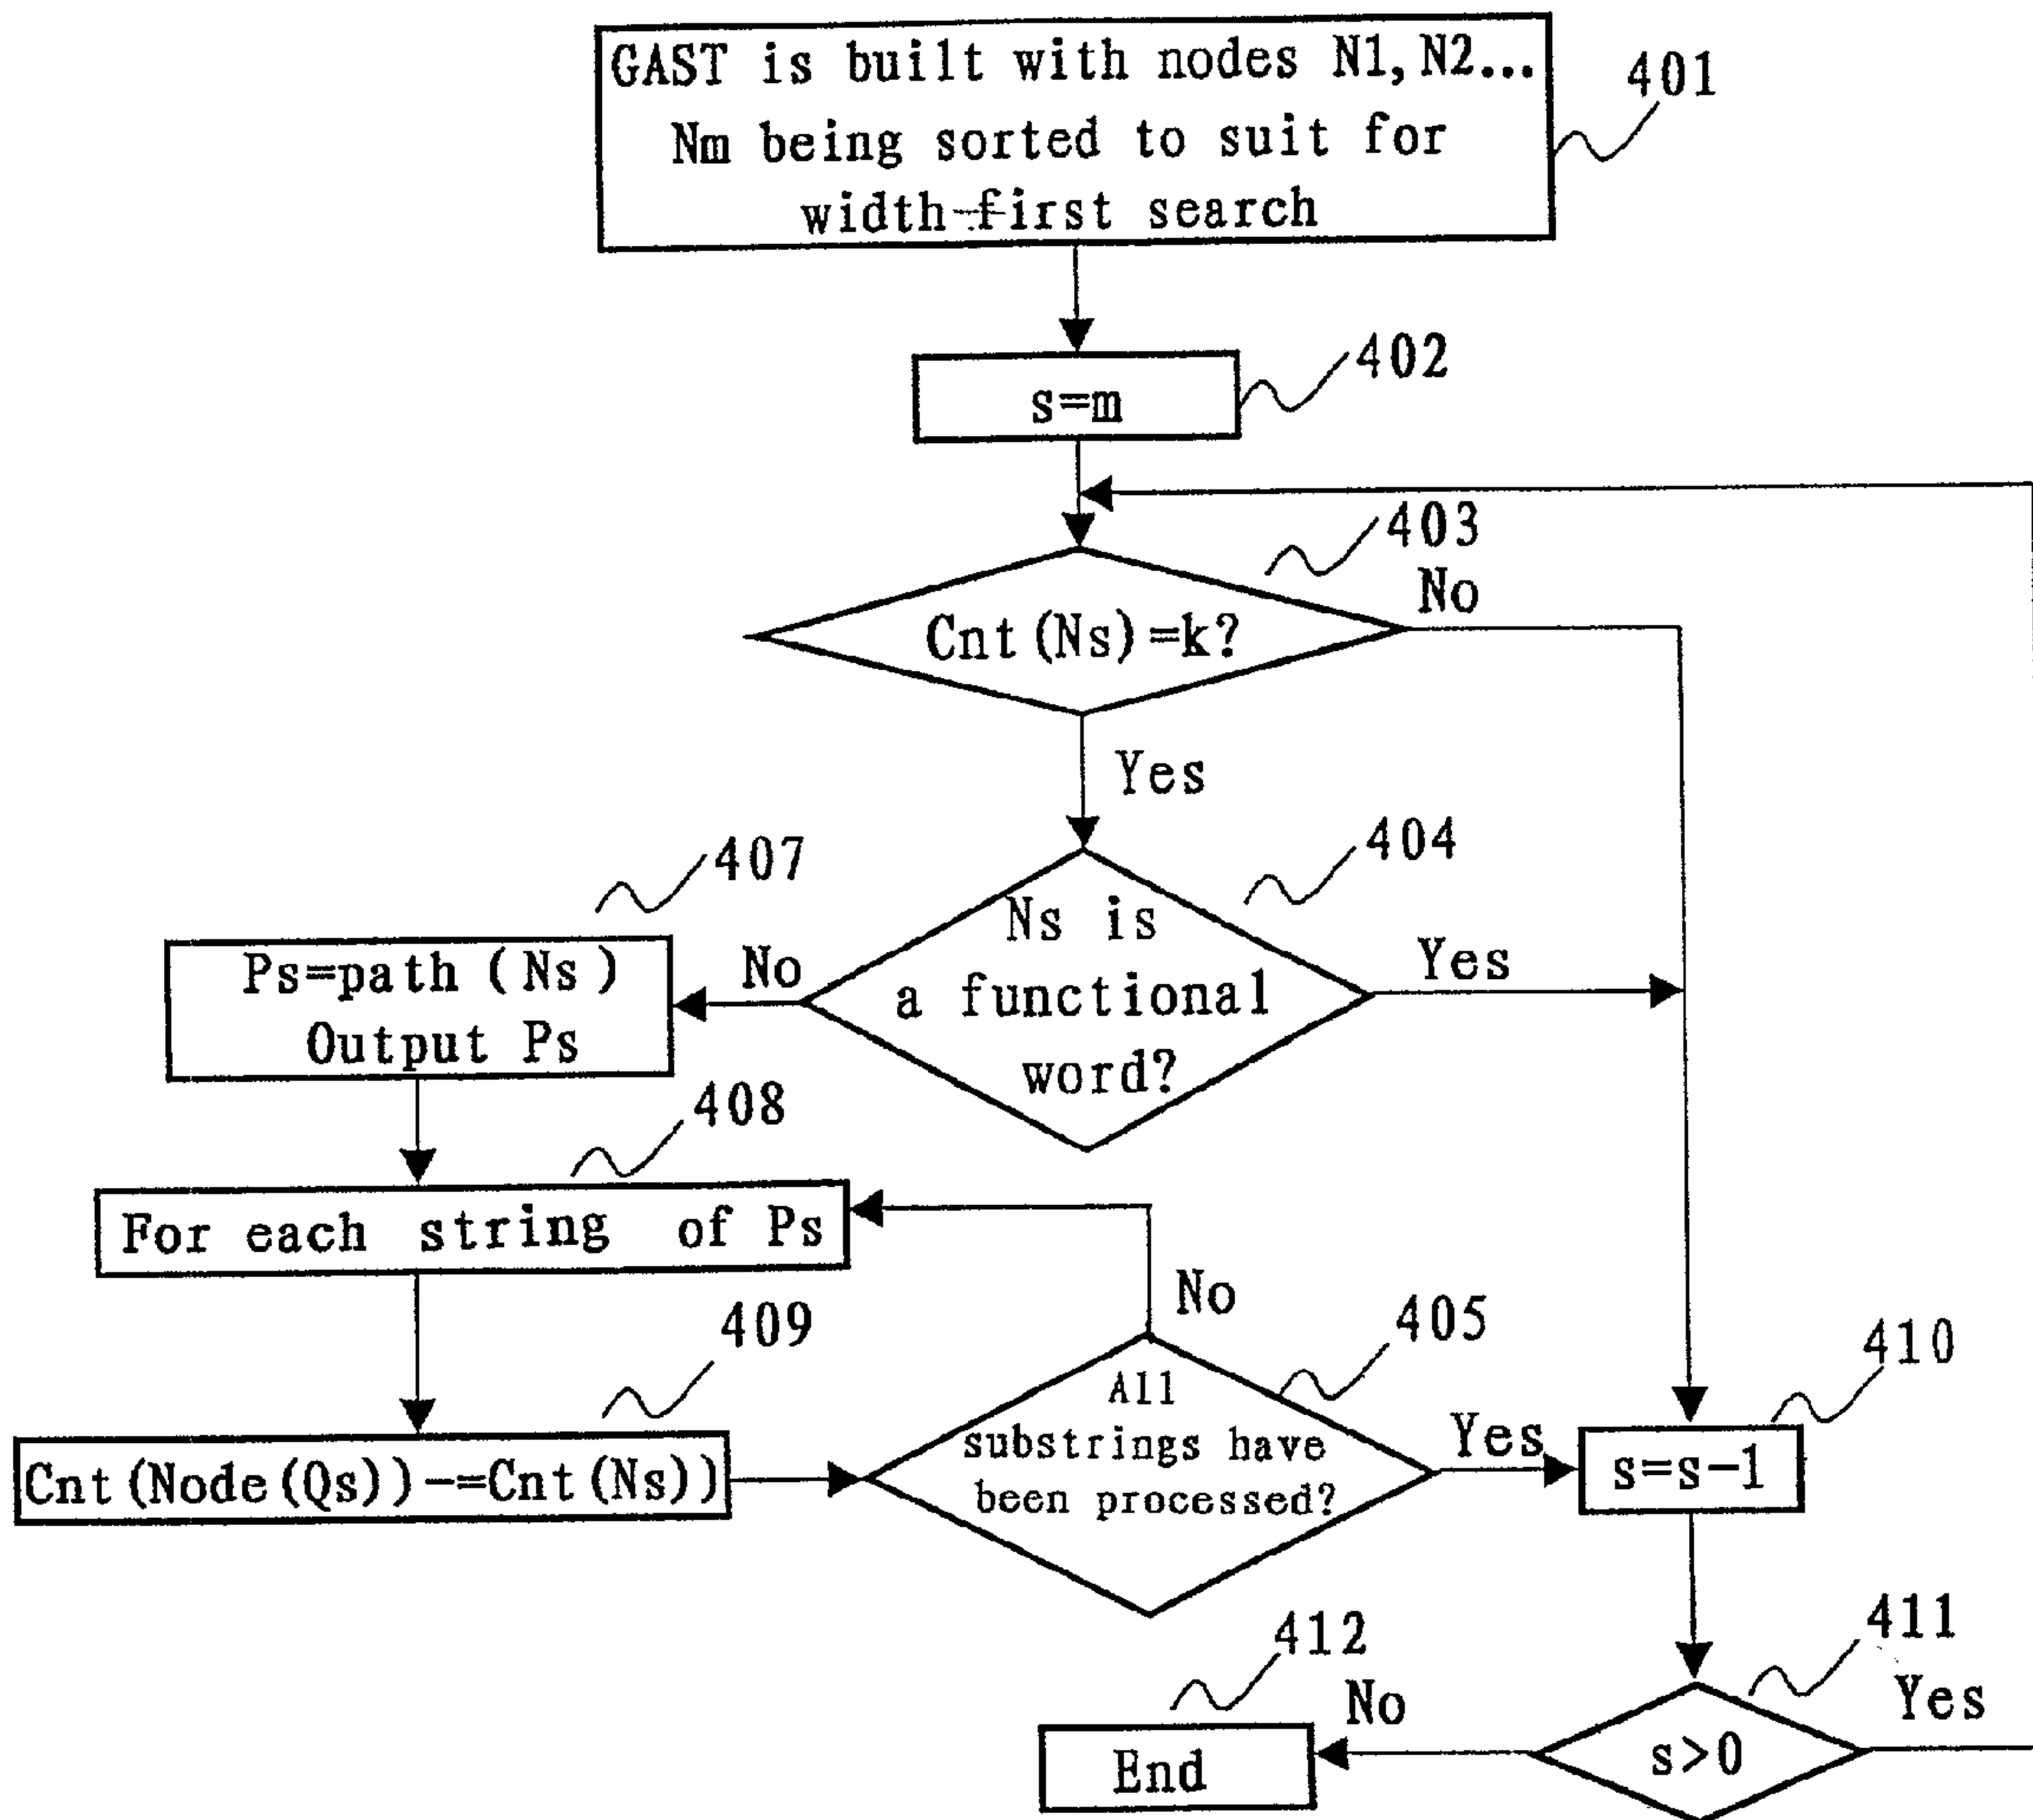 GAST is built with nodes N1, N2...
Nm being sorted to suit for
width-first search
401
s=m
402
403
Cnt(Ns)=k?
No
Yes
404
Ns is
a functional
word?
Yes
No
407
Ps=path(Ns)
Output Ps
408
For each string of Ps
409
Cnt(Node(Qs))-=Cnt(Ns))
405
All
substrings have
been processed?
No
Yes
410
s=s-1
411
s>0
Yes
No
412
End